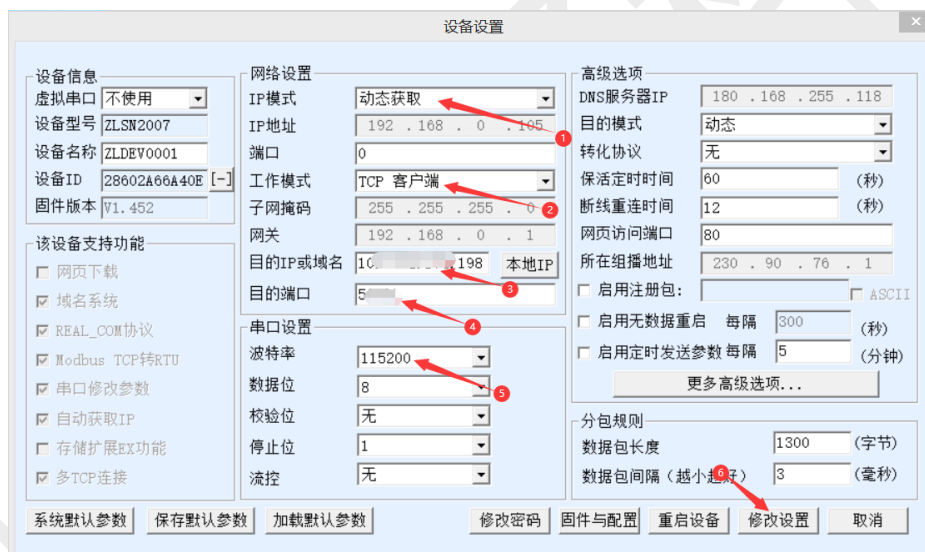 设备设置
设备信息
虚拟串口 不使用
设备型号 ZLSN2007
设备名称 ZLDEV0001
设备ID 28602A66A40E [-]
固件版本 V1.452
该设备支持功能
网页下载
域名系统
REAL_COM协议
Modbus TCP转RTU
串口修改参数
自动获取IP
存储扩展EX功能
多TCP连接
网络设置
IP模式 动态获取
1
IP地址 192 .168 . 0 .105
端口 0
工作模式 TCP 客户端
2
子网掩码 255 .255 .255 . 0
网关 192 .168 . 0 . 1
目的IP或域名 10 .198 本地IP
3
目的端口 5
4
串口设置
波特率 115200
5
数据位 8
校验位 无
停止位 1
流控 无
高级选项
DNS服务器IP 180 .168 .255 .118
目的模式 动态
转化协议 无
保活定时时间 60 (秒)
断线重连时间 12 (秒)
网页访问端口 80
所在组播地址 230 . 90 . 76 . 1
启用注册包: ASCII
启用无数据重启 每隔 300 (秒)
启用定时发送参数 每隔 5 (分钟)
更多高级选项...
分包规则
数据包长度 1300 (字节)
数据包间隔(越小越好) 3 (毫秒)
6
系统默认参数 保存默认参数 加载默认参数 修改密码 固件与配置 重启设备 修改设置 取消